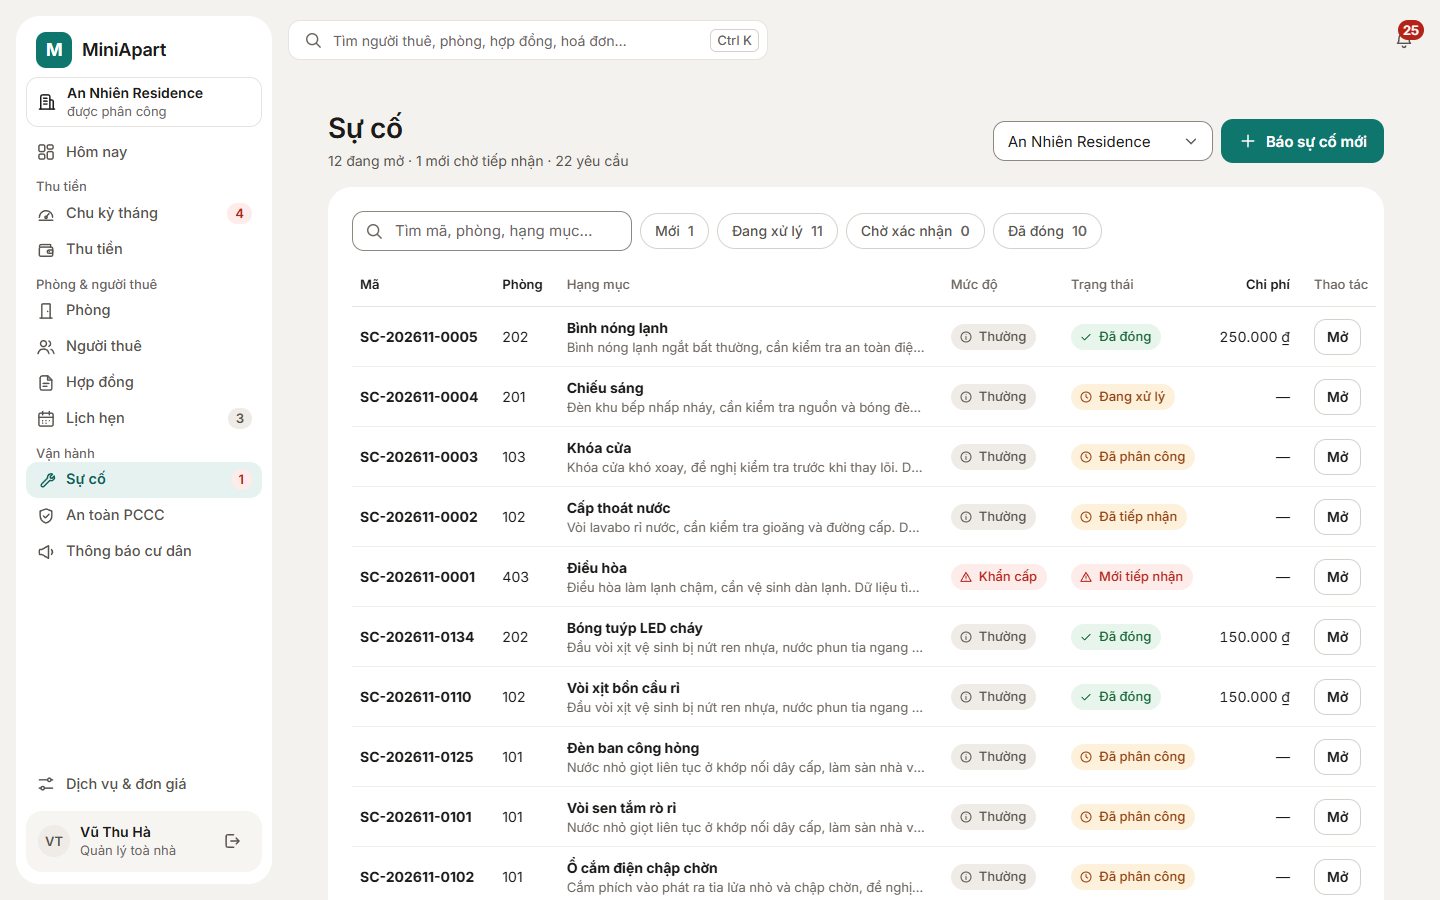 M MiniApart
An Nhiên Residence
được phân công
Hôm nay
Thu tiền
Chu kỳ tháng 4
Thu tiền
Phòng & người thuê
Phòng
Người thuê
Hợp đồng
Lịch hẹn 3
Vận hành
Sự cố 1
An toàn PCCC
Thông báo cư dân
Dịch vụ & đơn giá
VT Vũ Thu Hà
Quản lý toà nhà
Tìm người thuê, phòng, hợp đồng, hoá đơn... Ctrl K
25
Sự cố
12 đang mở · 1 mới chờ tiếp nhận · 22 yêu cầu
An Nhiên Residence
Báo sự cố mới
Tìm mã, phòng, hạng mục... Mới 1 Đang xử lý 11 Chờ xác nhận 0 Đã đóng 10
Mã Phòng Hạng mục Mức độ Trạng thái Chi phí Thao tác
SC-202611-0005 202 Bình nóng lạnh Thường Đã đóng 250.000 ₫ Mở
Bình nóng lạnh ngắt bất thường, cần kiểm tra an toàn điệ...
SC-202611-0004 201 Chiếu sáng Thường Đang xử lý — Mở
Đèn khu bếp nhấp nháy, cần kiểm tra nguồn và bóng đè...
SC-202611-0003 103 Khóa cửa Thường Đã phân công — Mở
Khóa cửa khó xoay, đề nghị kiểm tra trước khi thay lõi. D...
SC-202611-0002 102 Cấp thoát nước Thường Đã tiếp nhận — Mở
Vòi lavabo rỉ nước, cần kiểm tra gioăng và đường cấp. D...
SC-202611-0001 403 Điều hòa Khẩn cấp Mới tiếp nhận — Mở
Điều hòa làm lạnh chậm, cần vệ sinh dàn lạnh. Dữ liệu tì...
SC-202611-0134 202 Bóng tuýp LED cháy Thường Đã đóng 150.000 ₫ Mở
Đầu vòi xịt vệ sinh bị nứt ren nhựa, nước phun tia ngang ...
SC-202611-0110 102 Vòi xịt bồn cầu rỉ Thường Đã đóng 150.000 ₫ Mở
Đầu vòi xịt vệ sinh bị nứt ren nhựa, nước phun tia ngang ...
SC-202611-0125 101 Đèn ban công hỏng Thường Đã phân công — Mở
Nước nhỏ giọt liên tục ở khớp nối dây cấp, làm sàn nhà v...
SC-202611-0101 101 Vòi sen tắm rò rỉ Thường Đã phân công — Mở
Nước nhỏ giọt liên tục ở khớp nối dây cấp, làm sàn nhà v...
SC-202611-0102 101 Ổ cắm điện chập chờn Thường Đã phân công — Mở
Cắm phích vào phát ra tia lửa nhỏ và chập chờn, đề nghị...